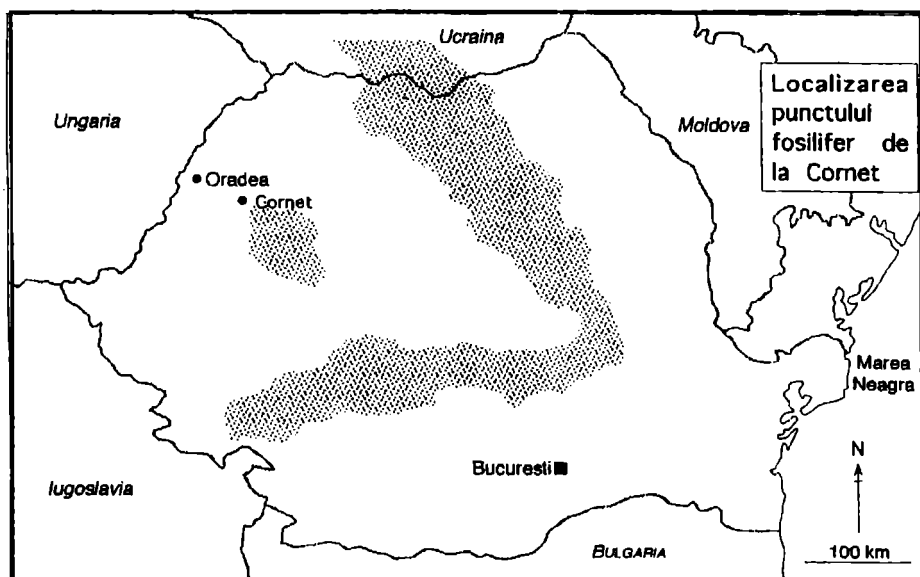 Ucraina
Ungaria
Moldova
Localizarea
punctului
fosilifer de
la Cornet
Oradea
Cornet
Marea
Neagra
N
Bucuresti
Iugoslavia
BULGARIA
100 km